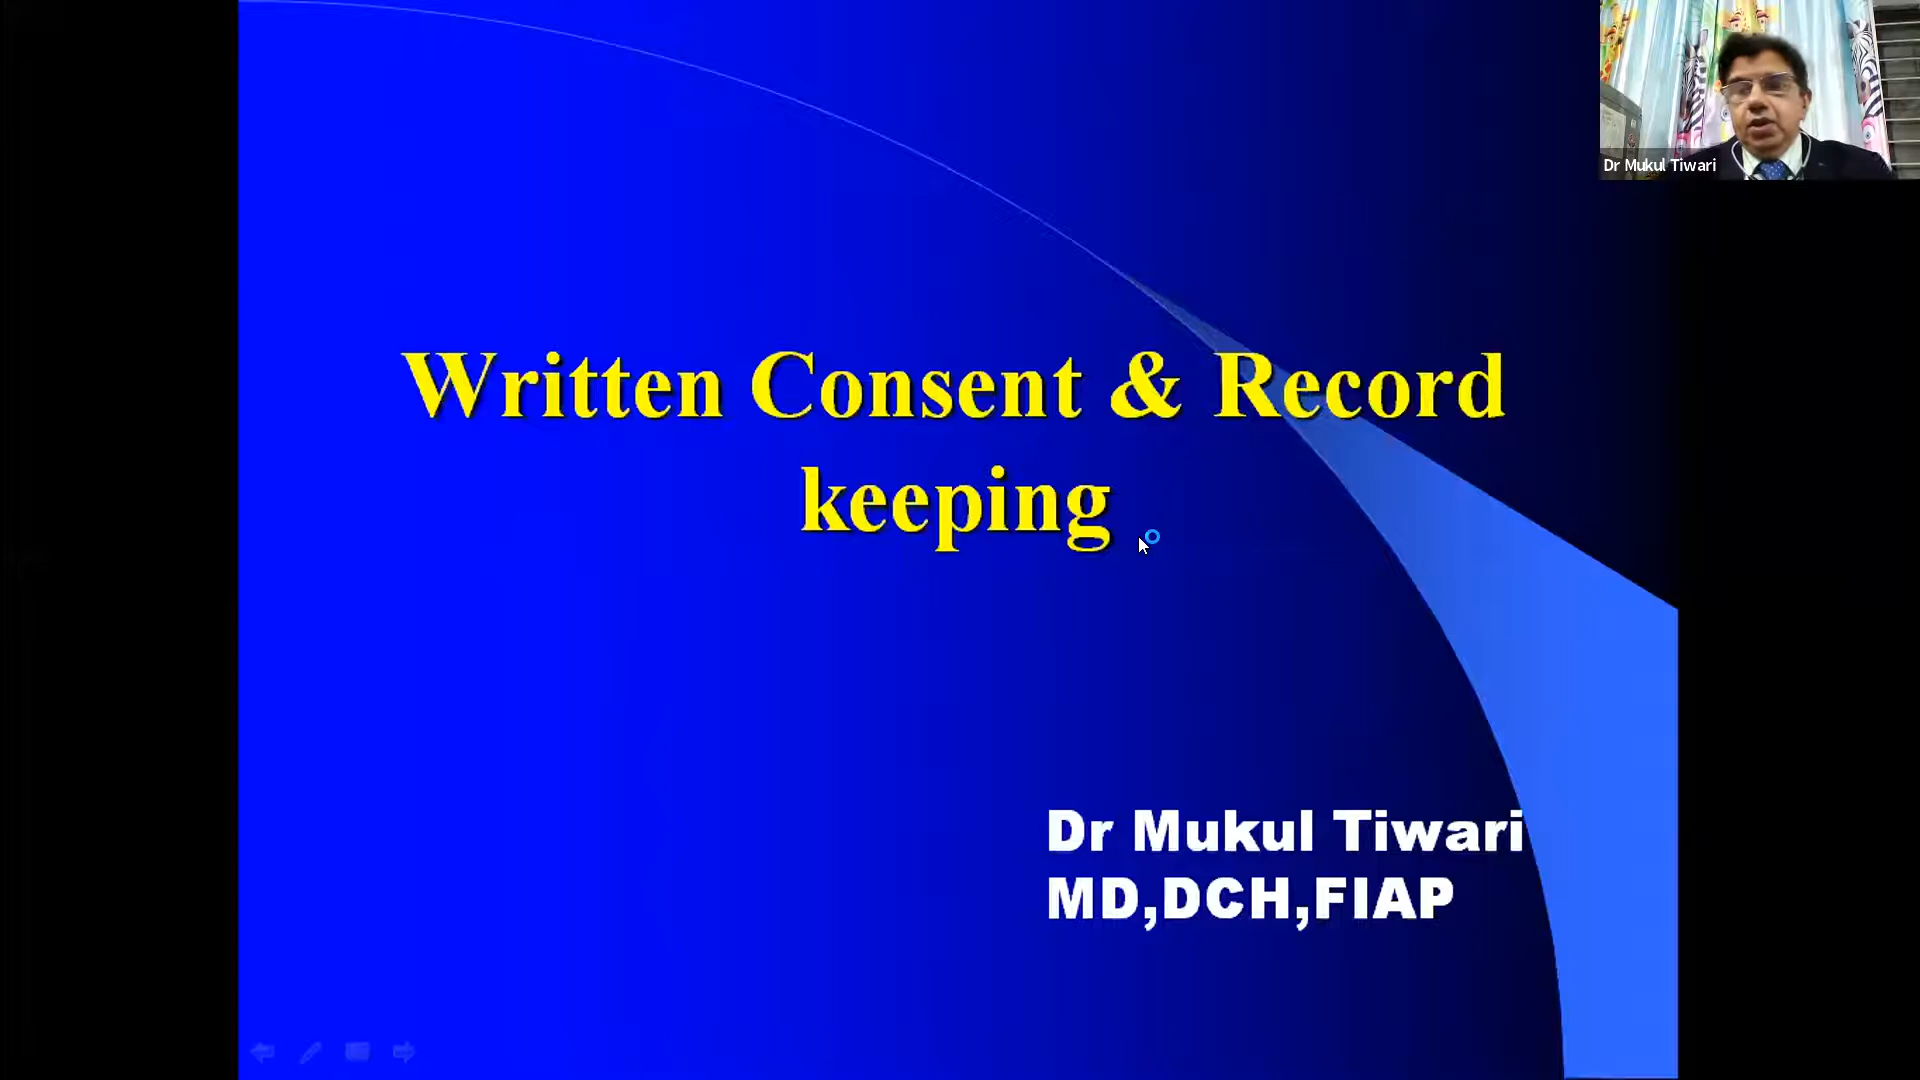 Written Consent & Record
keeping
Dr Mukul Tiwari
MD,DCH,FIAP
Dr Mukul Tiwari